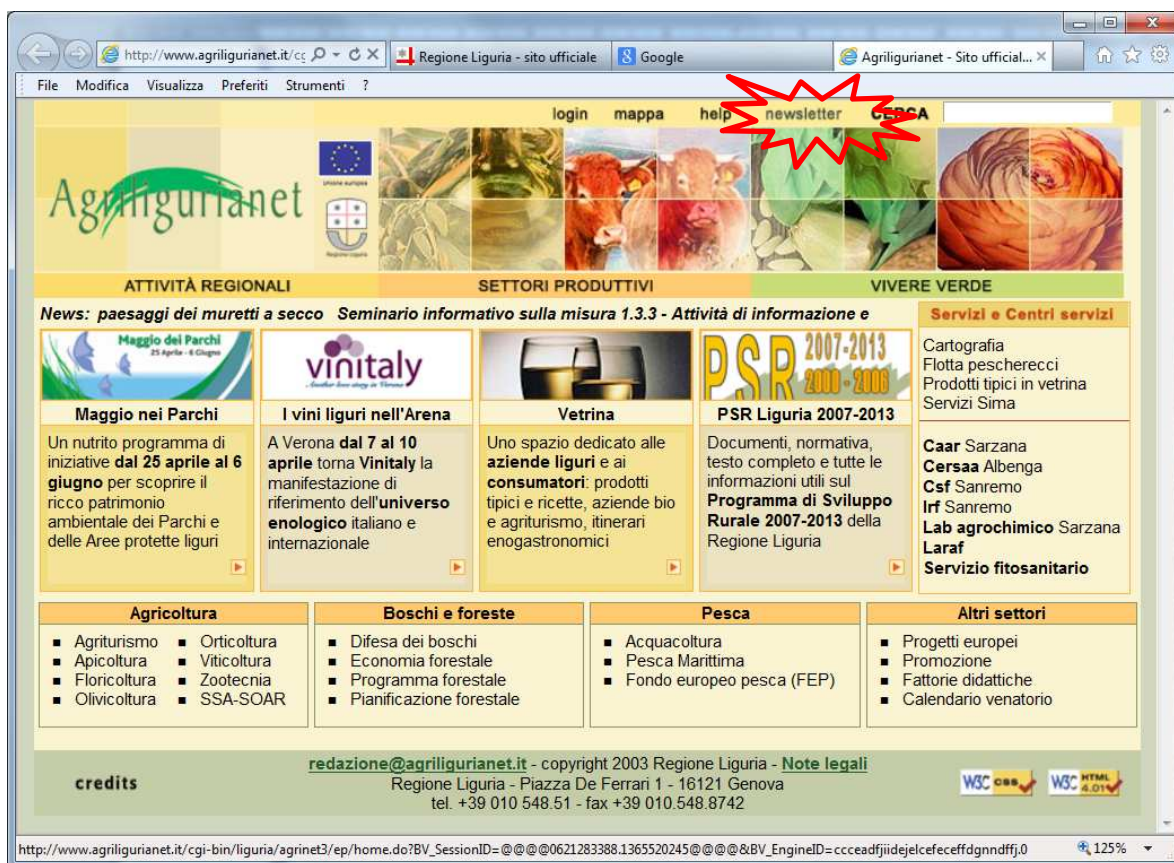 http://www.agriligurianet.it/cg
Regione Liguria - sito ufficiale
Google
Agriligurianet - Sito ufficial...
File Modifica Visualizza Preferiti Strumenti ?
login mappa help newsletter CERCA
Agriligurianet
Unione europea
Regione Liguria
ATTIVITÀ REGIONALI
SETTORI PRODUTTIVI
VIVERE VERDE
News: paesaggi dei muretti a secco Seminario informativo sulla misura 1.3.3 - Attività di informazione e
Maggio dei Parchi
25 Aprile - 6 Giugno
Maggio nei Parchi
Un nutrito programma di
iniziative dal 25 aprile al 6
giugno per scoprire il
ricco patrimonio
ambientale dei Parchi e
delle Aree protette liguri
vinitaly
Another love story in Verona
I vini liguri nell'Arena
A Verona dal 7 al 10
aprile torna Vinitaly la
manifestazione di
riferimento dell'universo
enologico italiano e
internazionale
Vetrina
Uno spazio dedicato alle
aziende liguri e ai
consumatori: prodotti
tipici e ricette, aziende bio
e agriturismo, itinerari
enogastronomici
PSR 2007-2013
2000 - 2006
PSR Liguria 2007-2013
Documenti, normativa,
testo completo e tutte le
informazioni utili sul
Programma di Sviluppo
Rurale 2007-2013 della
Regione Liguria
Servizi e Centri servizi
Cartografia
Flotta pescherecci
Prodotti tipici in vetrina
Servizi Sima
Caar Sarzana
Cersaa Albenga
Csf Sanremo
Irf Sanremo
Lab agrochimico Sarzana
Laraf
Servizio fitosanitario
Agricoltura
Agriturismo
Apicoltura
Floricoltura
Olivicoltura
Orticoltura
Viticoltura
Zootecnia
SSA-SOAR
Boschi e foreste
Difesa dei boschi
Economia forestale
Programma forestale
Pianificazione forestale
Pesca
Acquacoltura
Pesca Marittima
Fondo europeo pesca (FEP)
Altri settori
Progetti europei
Promozione
Fattorie didattiche
Calendario venatorio
credits
redazione@agriligurianet.it - copyright 2003 Regione Liguria - Note legali
Regione Liguria - Piazza De Ferrari 1 - 16121 Genova
tel. +39 010 548.51 - fax +39 010.548.8742
W3C css
W3C HTML 4.01
http://www.agriligurianet.it/cgi-bin/liguria/agrinet3/ep/home.do?BV_SessionID=@@@@0621283388.1365520245@@@@&BV_EngineID=ccceadfjiidejelcefeceffdgnndffj.0
125%